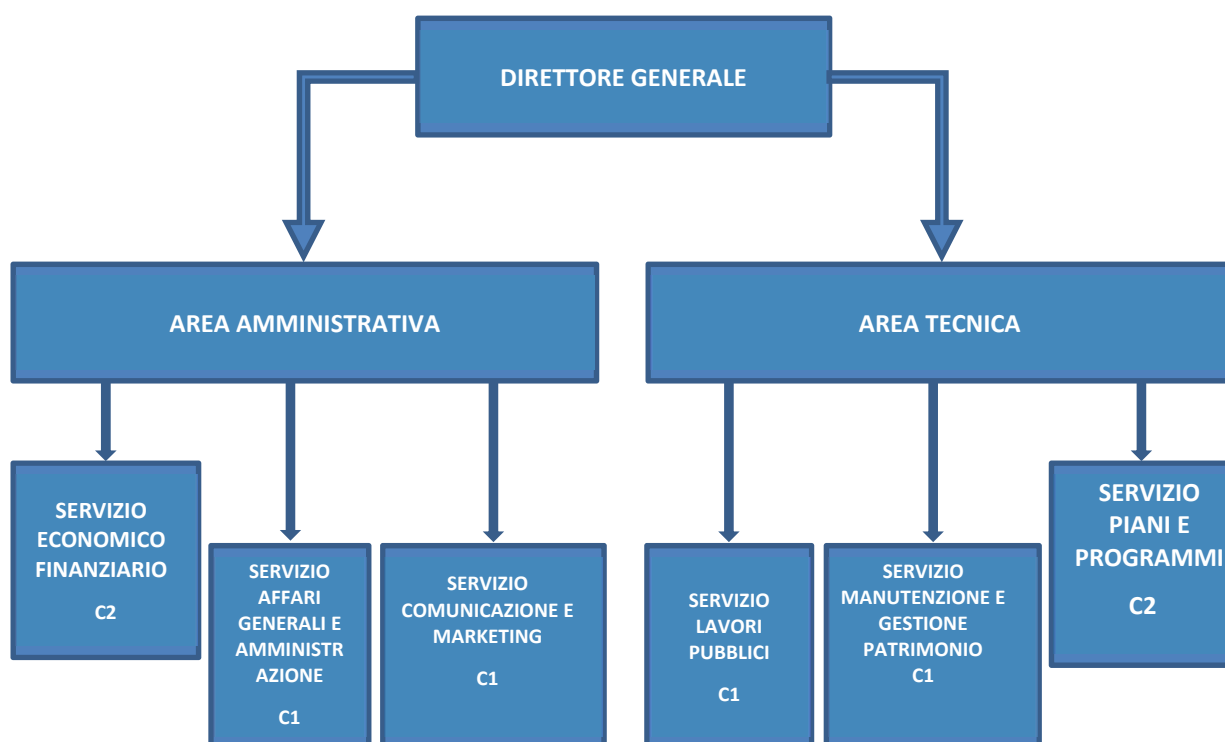 DIRETTORE GENERALE
AREA AMMINISTRATIVA
AREA TECNICA
SERVIZIO
ECONOMICO
FINANZIARIO
C2
SERVIZIO
AFFARI
GENERALI E
AMMINISTR
AZIONE
C1
SERVIZIO
COMUNICAZIONE E
MARKETING
C1
SERVIZIO
LAVORI
PUBBLICI
C1
SERVIZIO
MANUTENZIONE E
GESTIONE
PATRIMONIO
C1
SERVIZIO
PIANI E
PROGRAMMI
C2